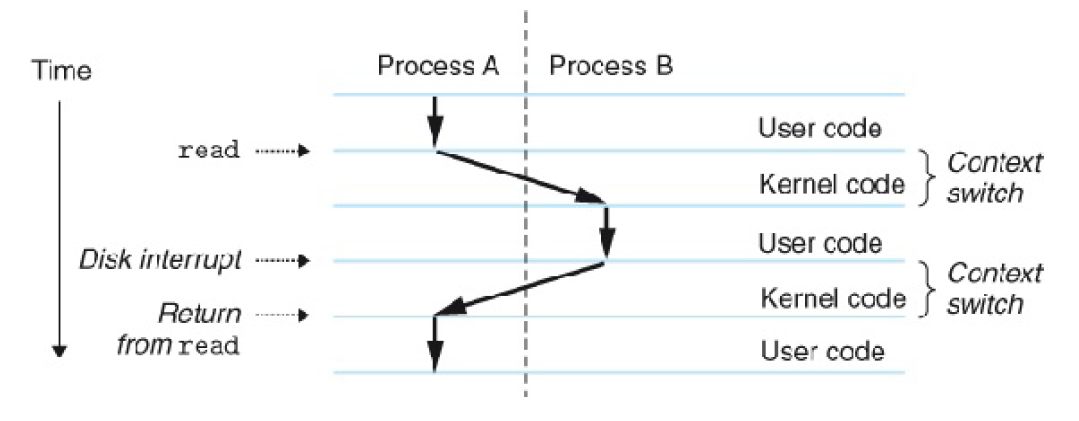 Time
Process A
Process B
User code
read
Kernel code
Context
switch
User code
Disk interrupt
Kernel code
Context
switch
Return
from read
User code